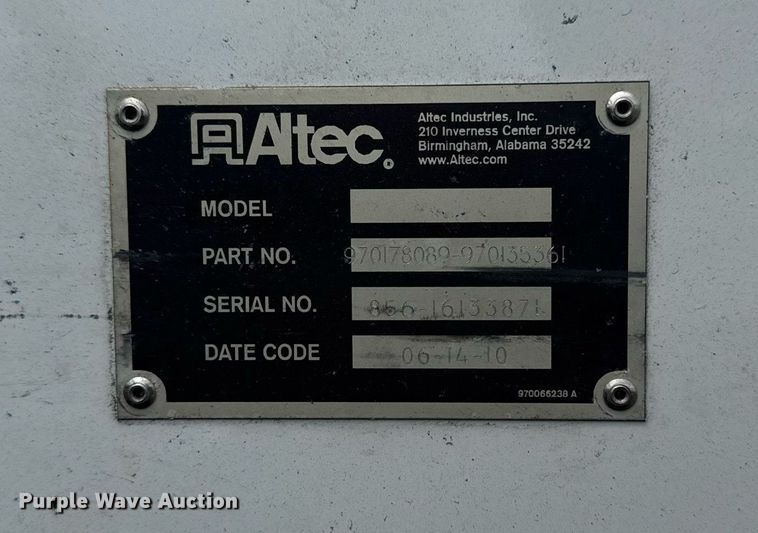 Altec®
Altec Industries, Inc.
210 Inverness Center Drive
Birmingham, Alabama 35242
www.Altec.com
MODEL
PART NO. 970178089-970135361
SERIAL NO. 856-16133871
DATE CODE 06-14-10
970066238 A
Purple Wave Auction